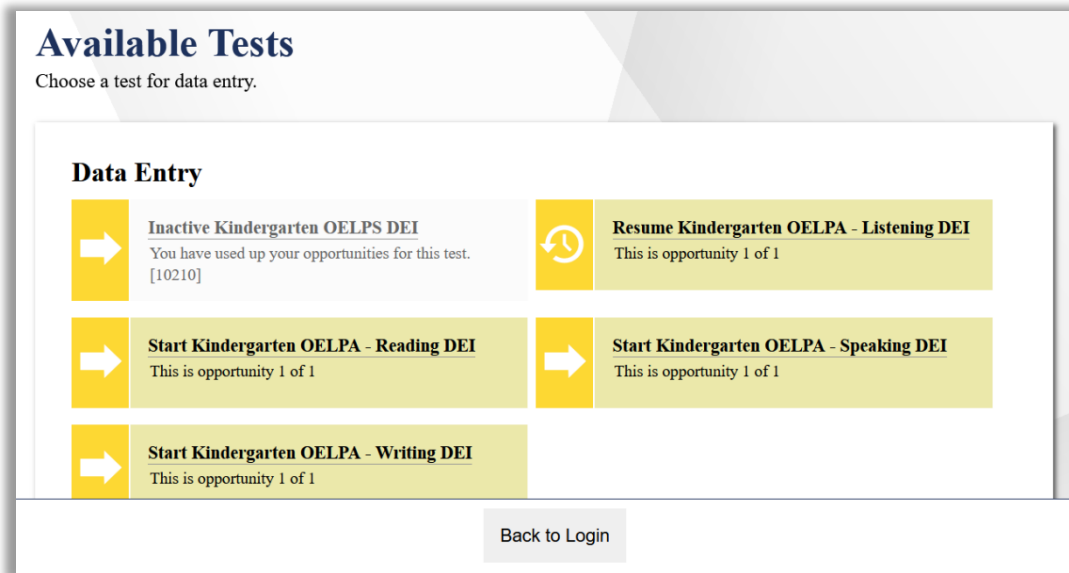 Available Tests
Choose a test for data entry.
Data Entry
Inactive Kindergarten OELPS DEI
You have used up your opportunities for this test.
[10210]
Resume Kindergarten OELPA - Listening DEI
This is opportunity 1 of 1
Start Kindergarten OELPA - Reading DEI
This is opportunity 1 of 1
Start Kindergarten OELPA - Speaking DEI
This is opportunity 1 of 1
Start Kindergarten OELPA - Writing DEI
This is opportunity 1 of 1
Back to Login